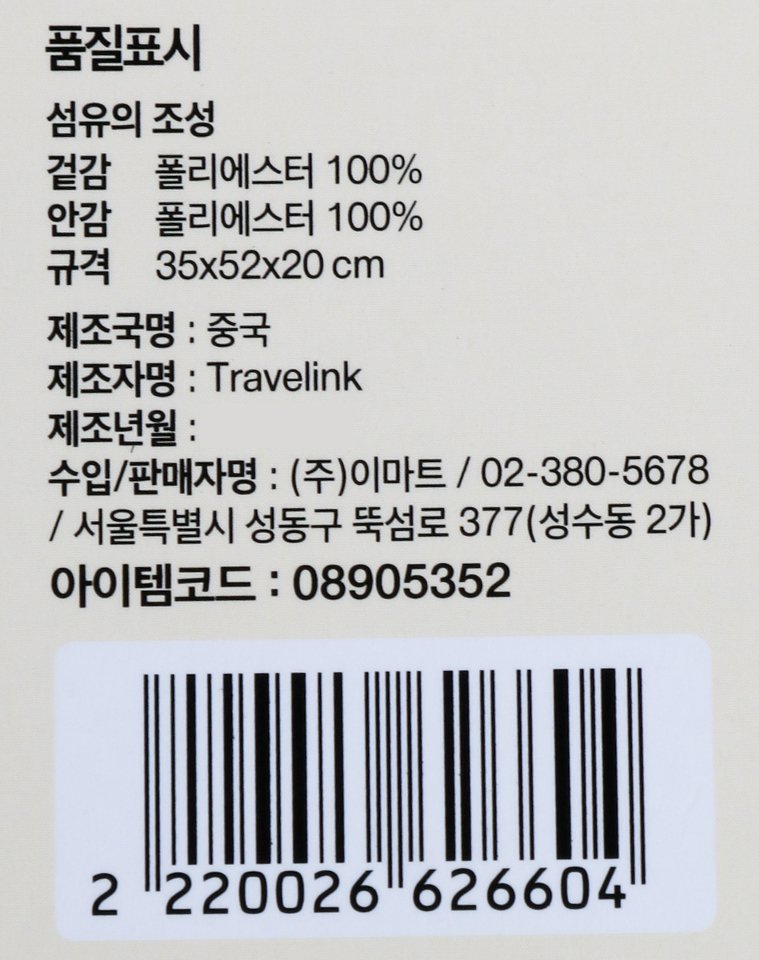 품질표시
섬유의 조성
겉감 폴리에스터 100%
안감 폴리에스터 100%
규격 35x52x20 cm
제조국명 : 중국
제조자명 : Travelink
제조년월 :
수입/판매자명 : (주)이마트 / 02-380-5678
/ 서울특별시 성동구 뚝섬로 377(성수동 2가)
아이템코드 : 08905352
2 220026 626604